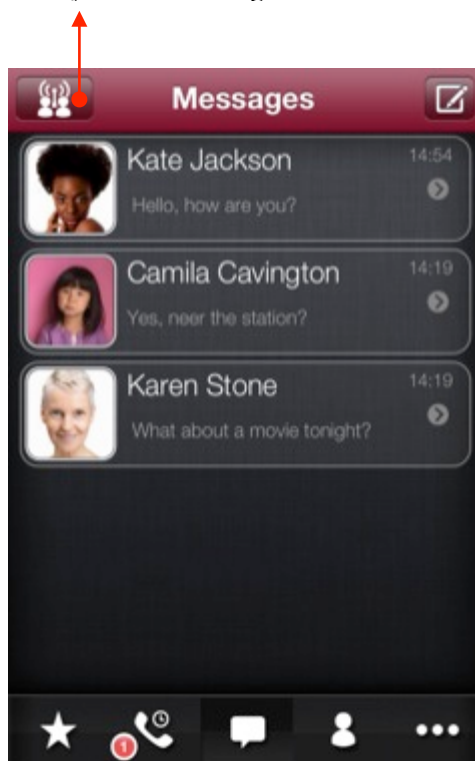 Messages
Kate Jackson
14:54
Hello, how are you?
Camila Cavington
14:19
Yes, neer the station?
Karen Stone
14:19
What about a movie tonight?
1